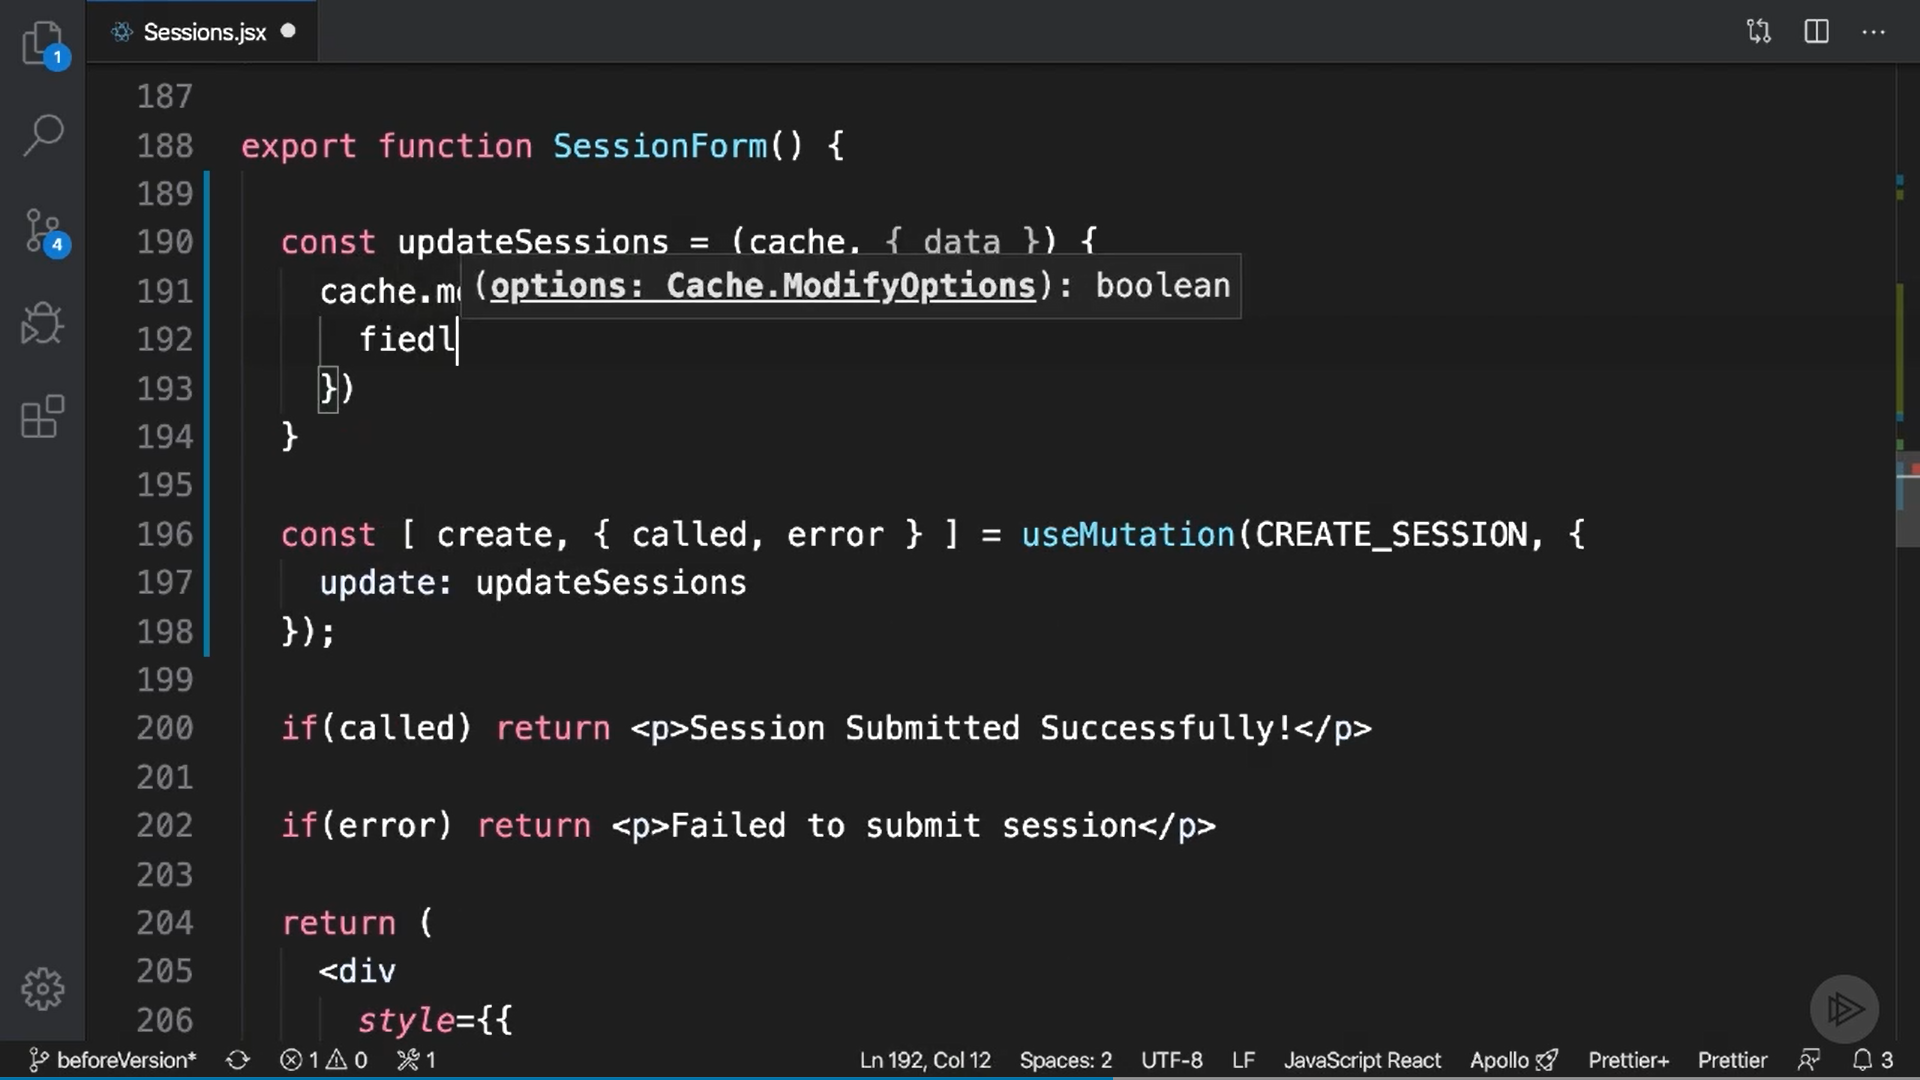 Sessions.jsx
1
4
187
188 export function SessionForm() {
189
190 const updateSessions = (cache, { data }) {
191 cache.mo
(options: Cache.ModifyOptions): boolean
192 fiedl
193 })
194 }
195
196 const [ create, { called, error } ] = useMutation(CREATE_SESSION, {
197 update: updateSessions
198 });
199
200 if(called) return <p>Session Submitted Successfully!</p>
201
202 if(error) return <p>Failed to submit session</p>
203
204 return (
205 <div
206 style={{
beforeVersion* 1 0 1 Ln 192, Col 12 Spaces: 2 UTF-8 LF JavaScript React Apollo Prettier+ Prettier 3